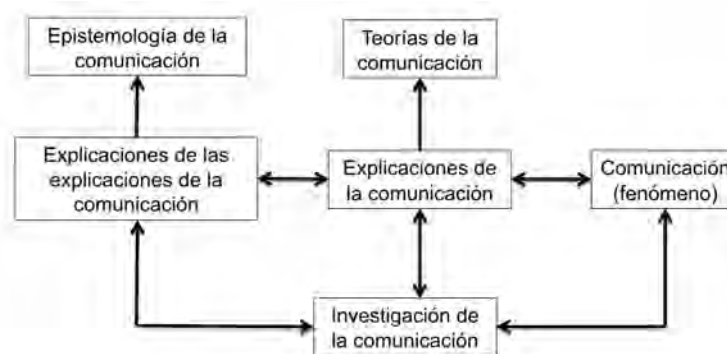 Epistemología de la
comunicación
Teorías de la
comunicación
Explicaciones de las
explicaciones de la
comunicación
Explicaciones de
la comunicación
Comunicación
(fenómeno)
Investigación de
la comunicación